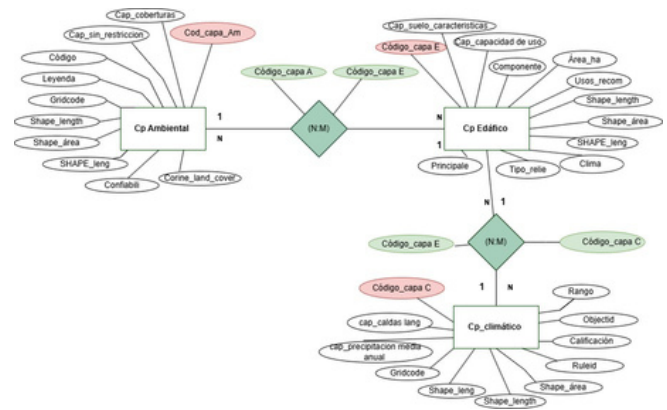 Cap_coberturas
Cap_sin_restriccion
Cod_capa_Am
Código
Leyenda
Gridcode
Shape_length
Shape_área
SHAPE_leng
Confiabili
Corine_land_cover
Cp Ambiental
1
N
Código_capa A
Código_capa E
(N:M)
N
1
Cap_suelo_caracteristicas
Código_capa E
Cap_capacidad de uso
Componente
Área_ha
Usos_recom
Shape_length
Shape_área
SHAPE_leng
Clima
Tipo_relie
Principale
Cp Edáfico
N
1
Código_capa E
(N:M)
Código_capa C
1
N
Código_capa C
cap_caldas lang
cap_precipitacion media
anual
Gridcode
Shape_leng
Shape_length
Shape_área
Ruleid
Calificación
Objectid
Rango
Cp_climático